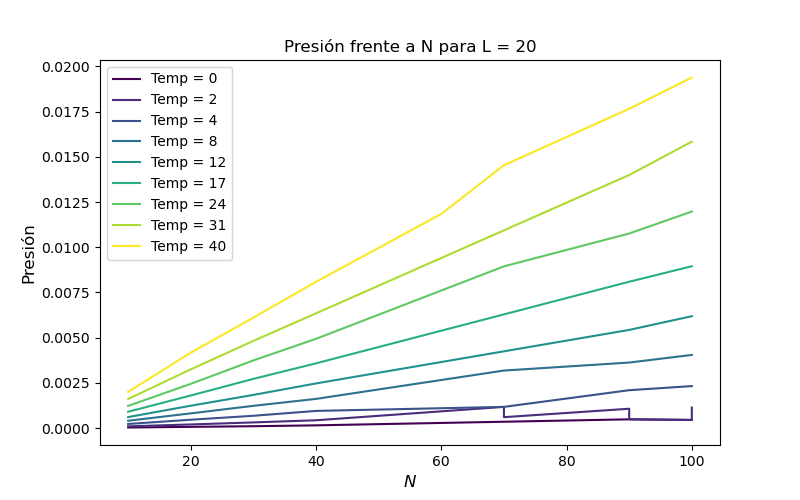 Presión frente a N para L = 20
Presión
0.0200
0.0175
0.0150
0.0125
0.0100
0.0075
0.0050
0.0025
0.0000
Temp = 0
Temp = 2
Temp = 4
Temp = 8
Temp = 12
Temp = 17
Temp = 24
Temp = 31
Temp = 40
20 40 60 80 100
N